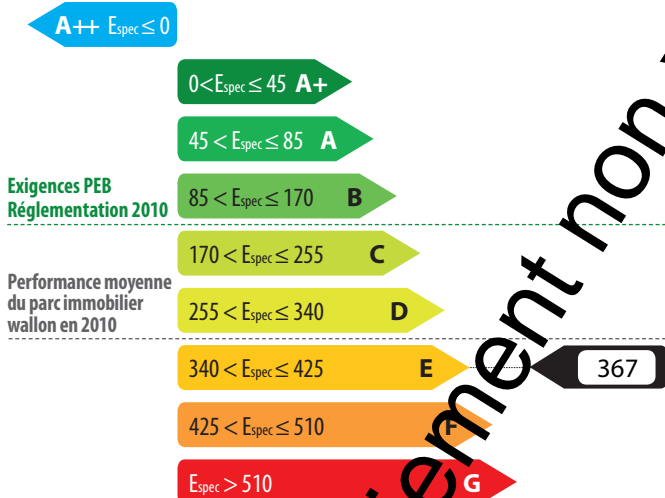 A++ Espec ≤ 0
0<Espec ≤ 45 A+
45 < Espec ≤ 85 A
Exigences PEB
Réglementation 2010
85 < Espec ≤ 170 B
170 < Espec ≤ 255 C
Performance moyenne
du parc immobilier
wallon en 2010
255 < Espec ≤ 340 D
340 < Espec ≤ 425 E
367
425 < Espec ≤ 510 F
Espec > 510 G
ement non